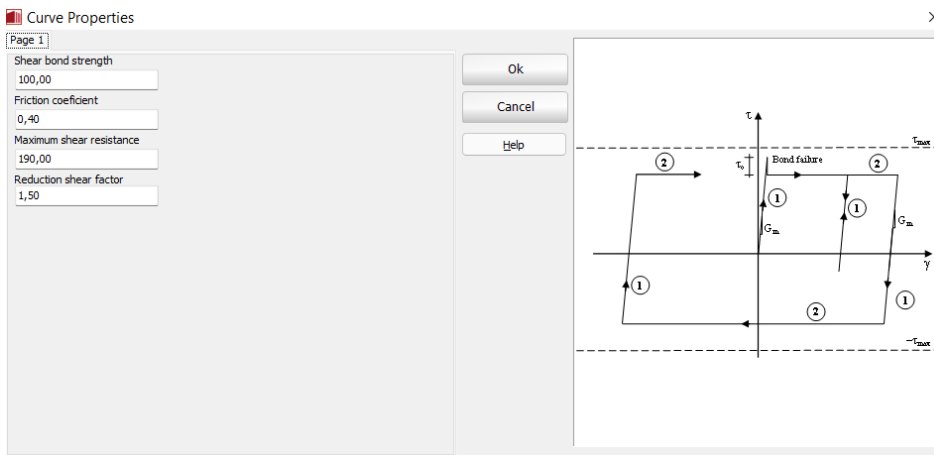 Curve Properties
Page 1
Shear bond strength
100,00
Friction coeficient
0,40
Maximum shear resistance
190,00
Reduction shear factor
1,50
Ok
Cancel
Help
τ
τmax
τo
Bond failure
2
2
1
1
Gm
Gm
γ
1
1
2
−τmax